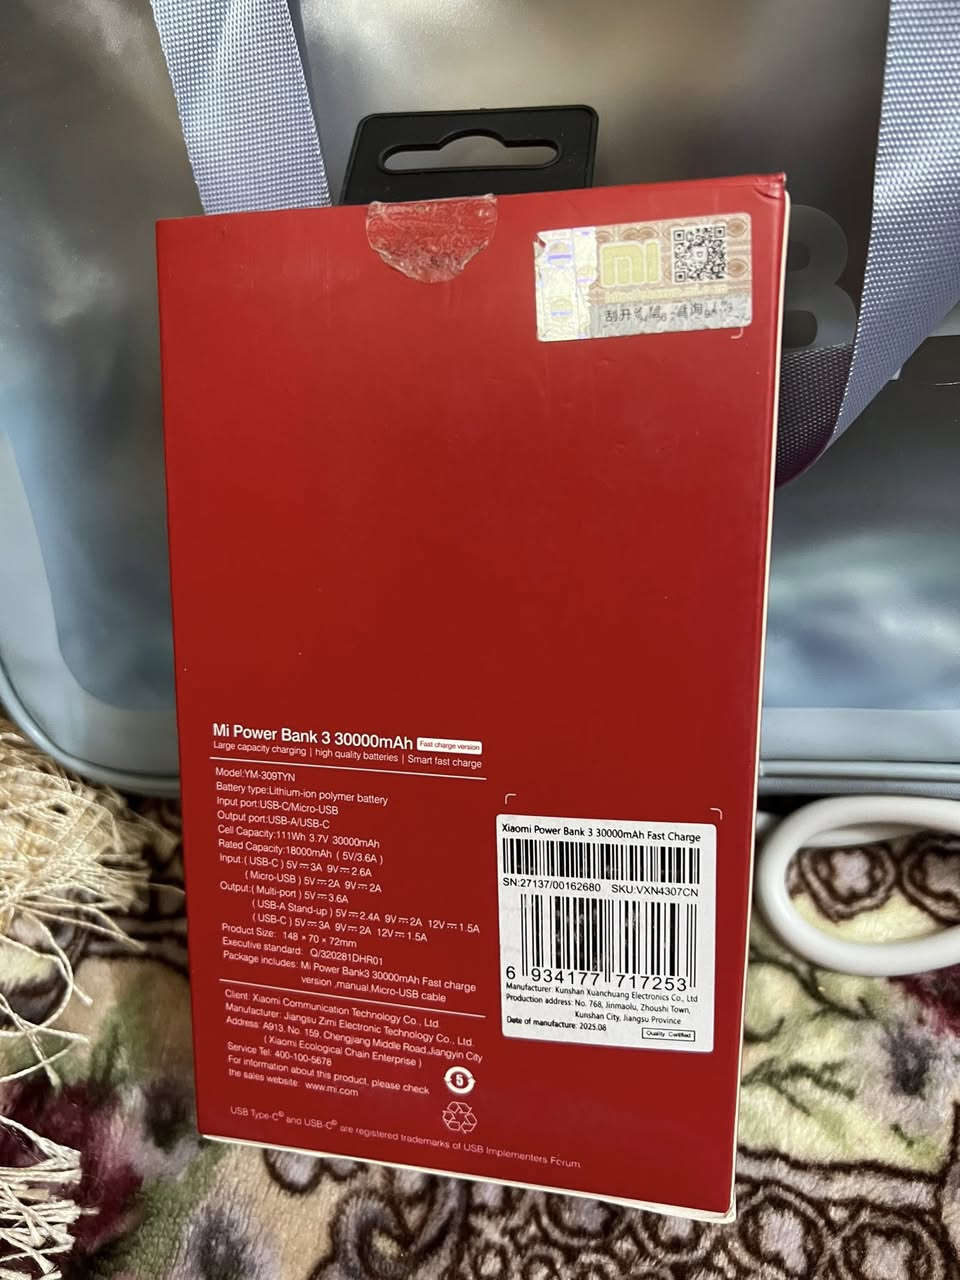 mi
刮开
Mi Power Bank 3 30000mAh Fast charge version
Large capacity charging | high quality batteries | Smart fast charge
Model:YM-309TYN
Battery type:Lithium-ion polymer battery
Input port:USB-C/Micro-USB
Output port:USB-A/USB-C
Cell Capacity:111Wh 3.7V 30000mAh
Rated Capacity:18000mAh ( 5V/3.6A )
Input:( USB-C ) 5V⎓3A 9V⎓2.6A
( Micro-USB ) 5V⎓2A 9V⎓2A
Output:( Multi-port ) 5V⎓3.6A
(USB-A Stand-up ) 5V⎓2.4A 9V⎓2A 12V⎓1.5A
( USB-C ) 5V⎓3A 9V⎓2A 12V⎓1.5A
Product Size: 148×70×72mm
Executive standard: Q/320281DHR01
Package includes: Mi Power Bank3 30000mAh Fast charge
version ,manual,Micro-USB cable
Client: Xiaomi Communication Technology Co., Ltd.
Manufacturer: Jiangsu Zimi Electronic Technology Co., Ltd.
Address: A913, No. 159, Chengjiang Middle Road,Jiangyin City
( Xiaomi Ecological Chain Enterprise )
Service Tel. 400-100-5678
For information about this product, please check
the sales website: www.mi.com
5
USB Type-C® and USB-C® are registered trademarks of USB Implementers Forum
Xiaomi Power Bank 3 30000mAh Fast Charge
SN:27137/00162680 SKU:VXN4307CN
6 934177 717253
Manufacturer: Kunshan Xuanchuang Electronics Co., Ltd
Production address: No. 768, Jinmaolu, Zhoushi Town,
Kunshan City, Jiangsu Province
Date of manufacture: 2025.08
Quality Certified
B